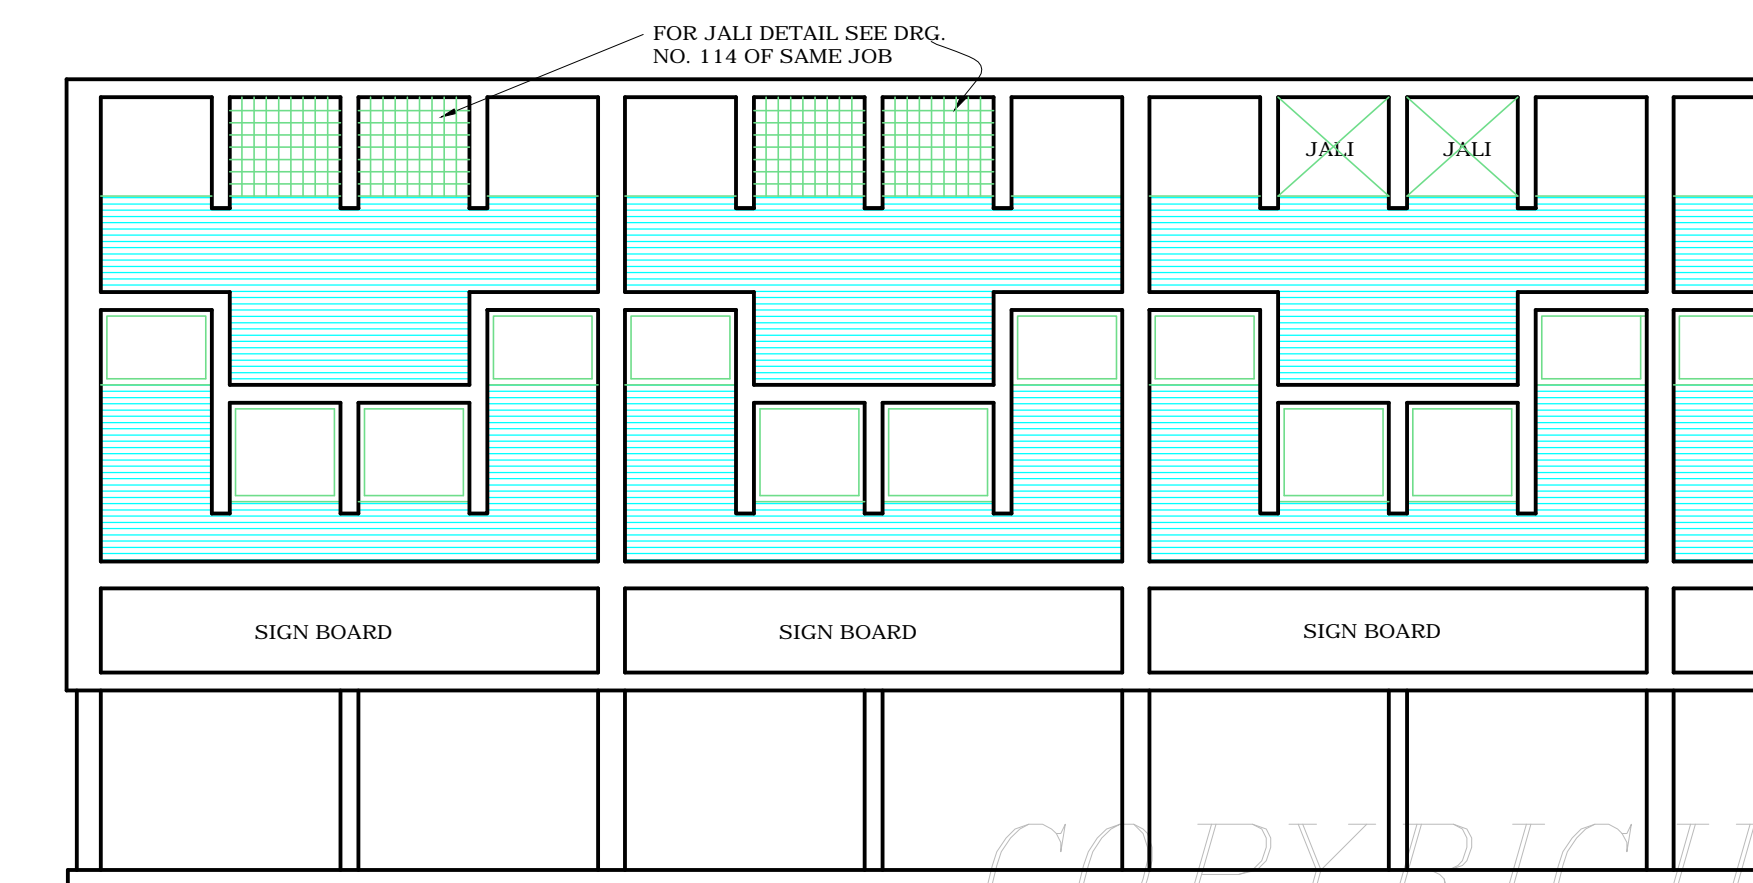 FOR JALI DETAIL SEE DRG.
NO. 114 OF SAME JOB
JALI JALI
SIGN BOARD SIGN BOARD SIGN BOARD